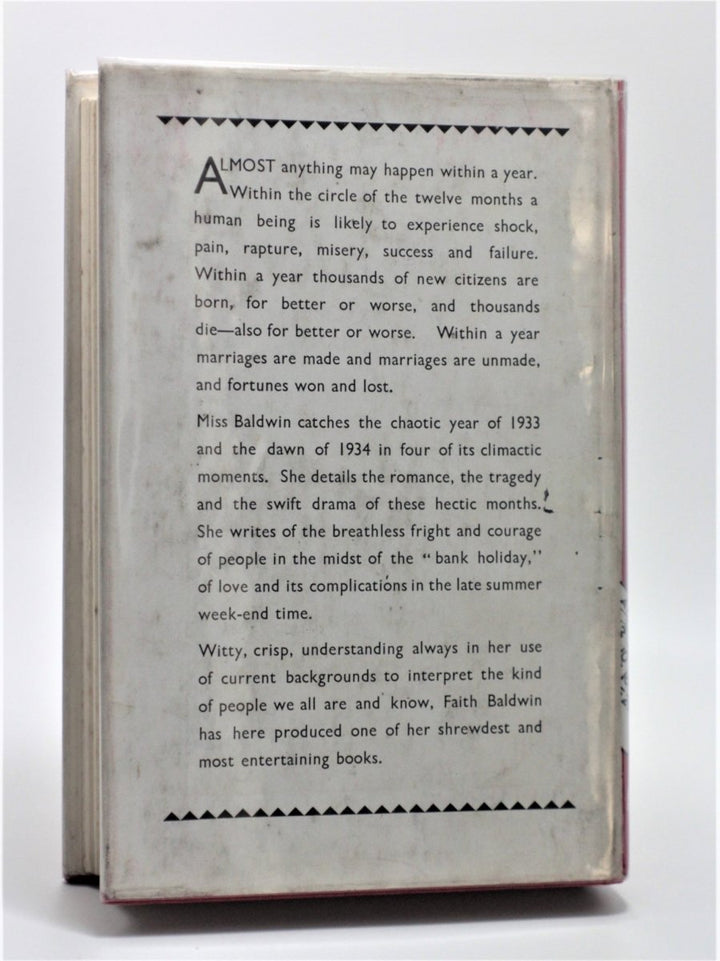 ALMOST anything may happen within a year.
Within the circle of the twelve months a
human being is likely to experience shock,
pain, rapture, misery, success and failure.
Within a year thousands of new citizens are
born, for better or worse, and thousands
die—also for better or worse. Within a year
marriages are made and marriages are unmade,
and fortunes won and lost.
Miss Baldwin catches the chaotic year of 1933
and the dawn of 1934 in four of its climactic
moments. She details the romance, the tragedy
and the swift drama of these hectic months.
She writes of the breathless fright and courage
of people in the midst of the “bank holiday,”
of love and its complications in the late summer
week-end time.
Witty, crisp, understanding always in her use
of current backgrounds to interpret the kind
of people we all are and know, Faith Baldwin
has here produced one of her shrewdest and
most entertaining books.